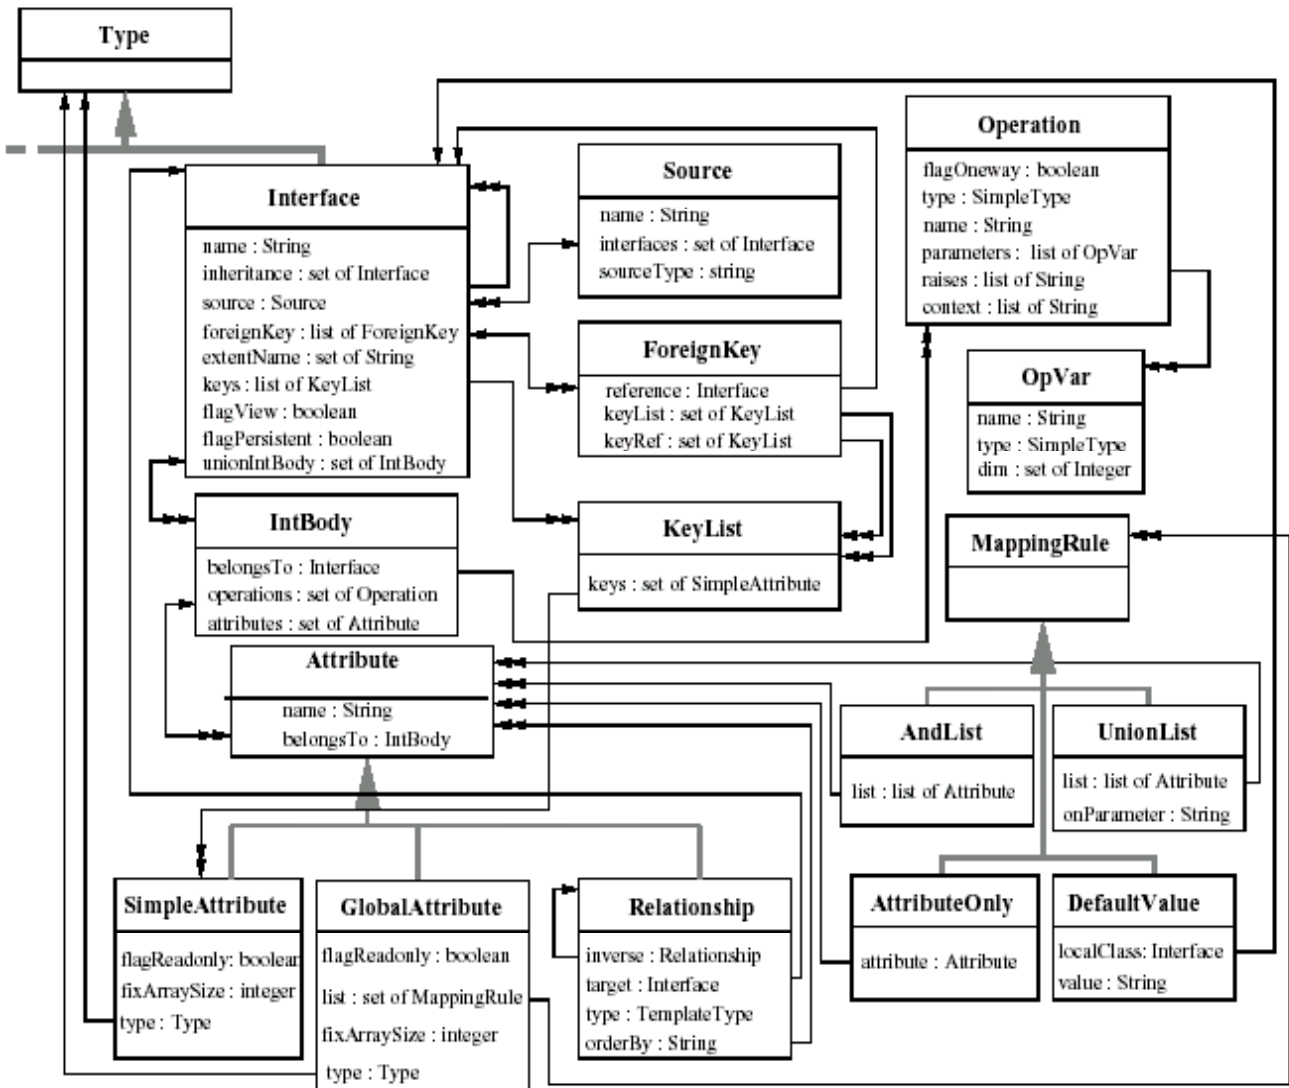 Type
Interface
name : String
inheritance : set of Interface
source : Source
foreignKey : list of ForeignKey
extentName : set of String
keys : list of KeyList
flagView : boolean
flagPersistent : boolean
unionIntBody : set of IntBody
Source
name : String
interfaces : set of Interface
sourceType : string
Operation
flagOneway : boolean
type : SimpleType
name : String
parameters : list of OpVar
raises : list of String
context : list of String
ForeignKey
reference : Interface
keyList : set of KeyList
keyRef : set of KeyList
OpVar
name : String
type : SimpleType
dim : set of Integer
IntBody
belongsTo : Interface
operations : set of Operation
attributes : set of Attribute
KeyList
keys : set of SimpleAttribute
MappingRule
Attribute
name : String
belongsTo : IntBody
AndList
list : list of Attribute
UnionList
list : list of Attribute
onParameter : String
SimpleAttribute
flagReadonly: boolean
fixArraySize : integer
type : Type
GlobalAttribute
flagReadonly : boolean
list : set of MappingRule
fixArraySize : integer
type : Type
Relationship
inverse : Relationship
target : Interface
type : TemplateType
orderBy : String
AttributeOnly
attribute : Attribute
DefaultValue
localClass: Interface
value : String